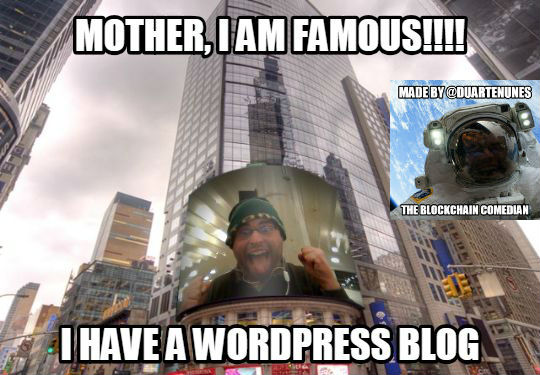 MOTHER, I AM FAMOUS!!!!
MADE BY @DUARTENUNES
THE BLOCKCHAIN COMEDIAN
I HAVE A WORDPRESS BLOG